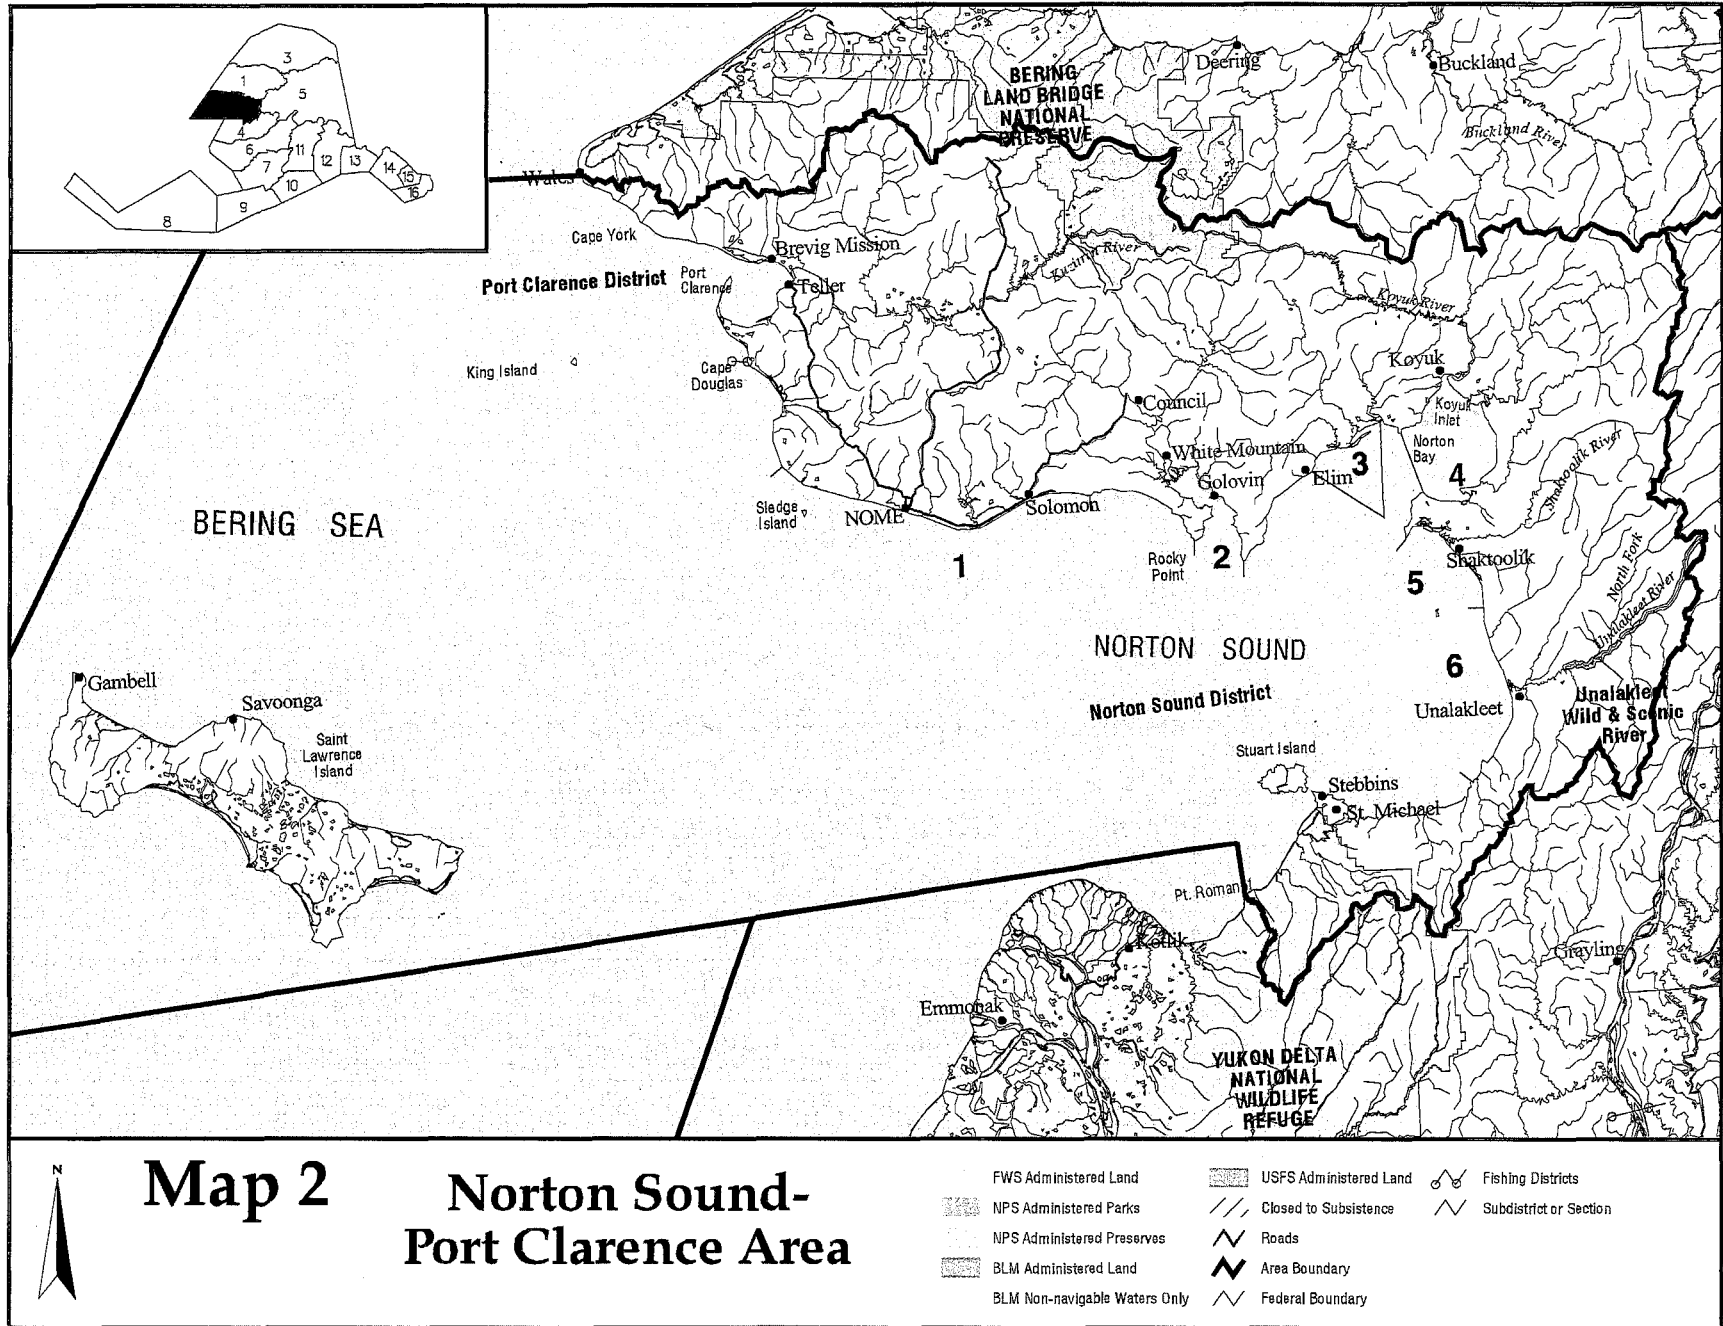 3
1
5
4
6
7
11
12
13
14
15
16
10
9
8
BERING
LAND BRIDGE
NATIONAL
PRESERVE
Deering
Buckland
Buckland River
Wales
Cape York
Brevig Mission
Port Clarence District
Port
Clarence
Teller
Kuzitrin River
Koyuk River
King Island
Cape
Douglas
Koyuk
Koyuk
Inlet
Council
Norton
Bay
White Mountain
3
4
Shaktoolik River
Golovin
Elim
Sledge
Island
NOME
Solomon
BERING SEA
1
Rocky
Point
2
Shaktoolik
5
North Fork
Unalakleet River
NORTON SOUND
6
Norton Sound District
Gambell
Savoonga
Saint
Lawrence
Island
Unalakleet
Unalakleet
Wild & Scenic
River
Stuart Island
Stebbins
St. Michael
Pt. Romanof
Kotlik
Grayling
Emmonak
YUKON DELTA
NATIONAL
WILDLIFE
REFUGE
N
Map 2
Norton Sound-
Port Clarence Area
FWS Administered Land
NPS Administered Parks
NPS Administered Preserves
BLM Administered Land
BLM Non-navigable Waters Only
USFS Administered Land
Closed to Subsistence
Roads
Area Boundary
Federal Boundary
Fishing Districts
Subdistrict or Section